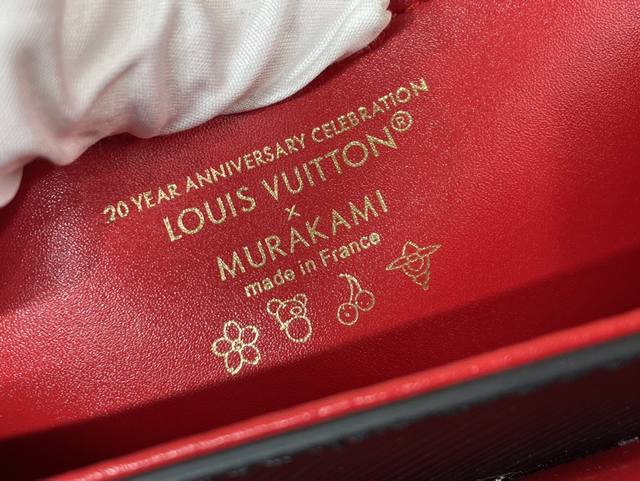 20 YEAR ANNIVERSARY CELEBRATION
LOUIS VUITTON®
×
MURAKAMI
made in France